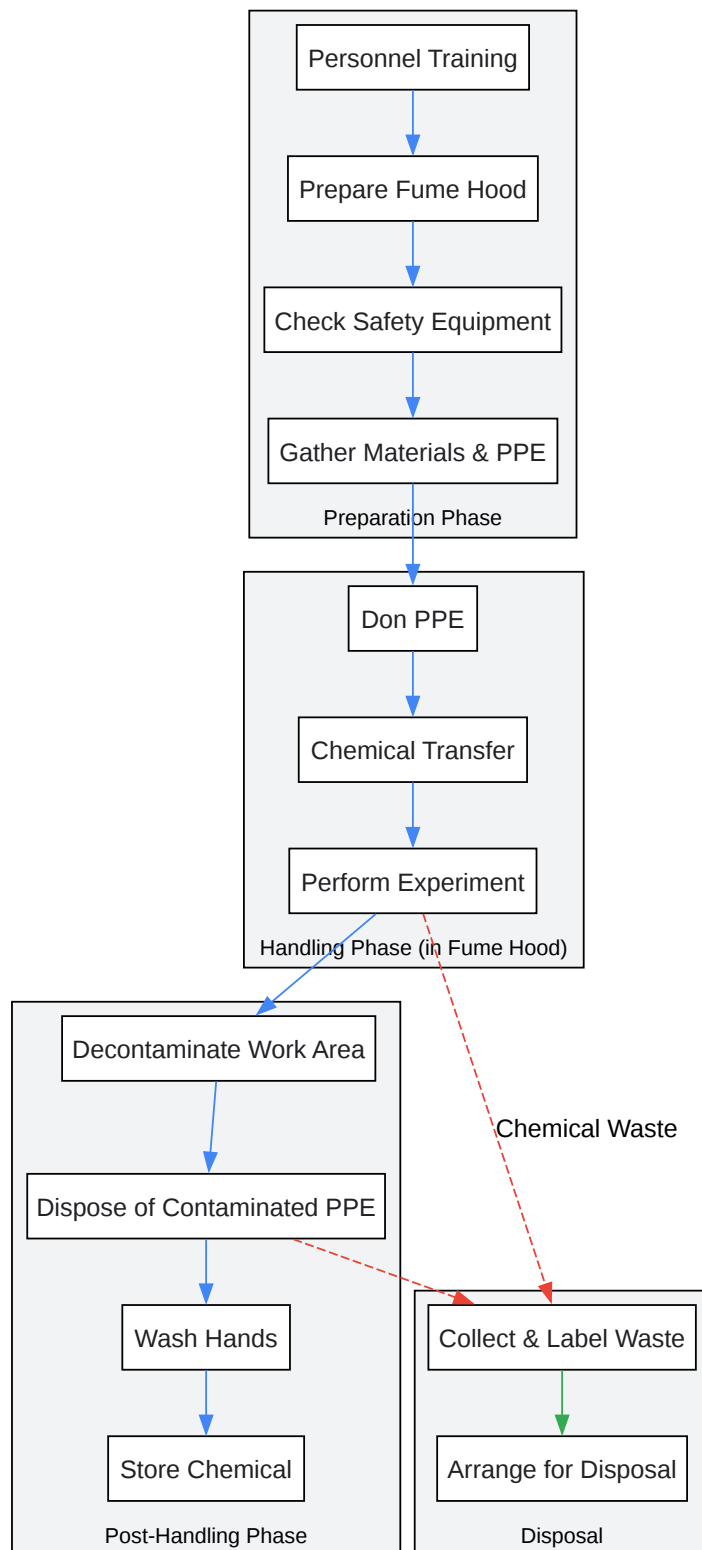 Personnel Training
Prepare Fume Hood
Check Safety Equipment
Gather Materials & PPE
Preparation Phase
Don PPE
Chemical Transfer
Perform Experiment
Handling Phase (in Fume Hood)
Decontaminate Work Area
Chemical Waste
Dispose of Contaminated PPE
Wash Hands
Collect & Label Waste
Store Chemical
Arrange for Disposal
Post-Handling Phase
Disposal